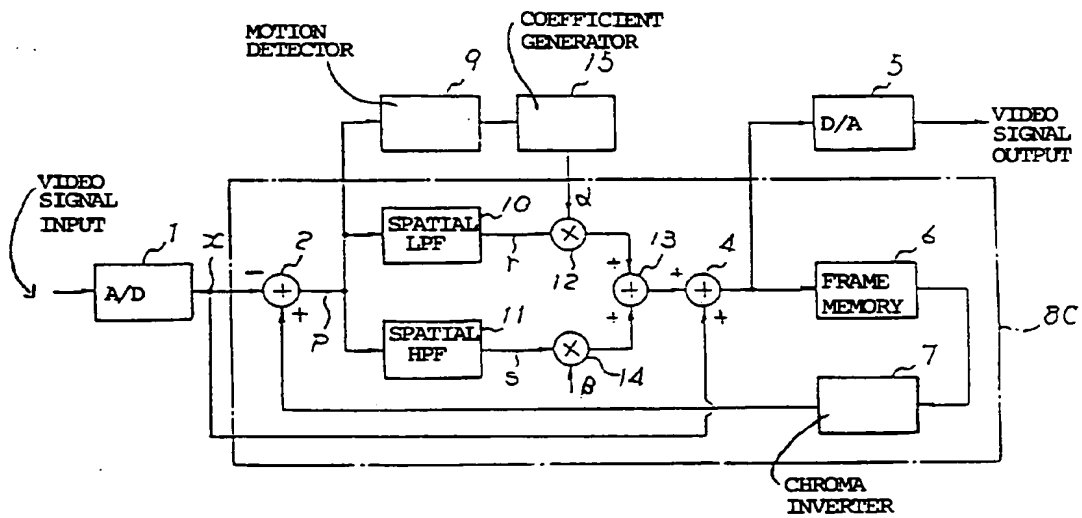 MOTION
DETECTOR
9
COEFFICIENT
GENERATOR
15
5
D/A
VIDEO
SIGNAL
OUTPUT
VIDEO
SIGNAL
INPUT
1
A/D
x
2
-
+
P
10
SPATIAL
LPF
r
α
12
11
SPATIAL
HPF
s
β
14
13
+
+
4
+
+
6
FRAME
MEMORY
8C
7
CHROMA
INVERTER